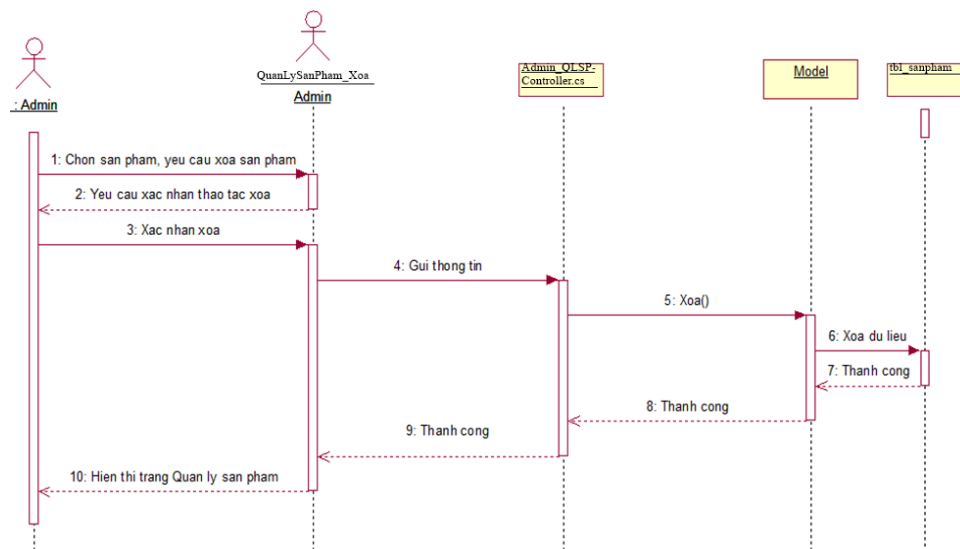 : Admin
QuanLySanPham_Xoa
Admin
Admin_QLSP-
Controller.cs
Model
tbl_sanpham
1: Chon san pham, yeu cau xoa san pham
2: Yeu cau xac nhan thao tac xoa
3: Xac nhan xoa
4: Gui thong tin
5: Xoa()
6: Xoa du lieu
7: Thanh cong
8: Thanh cong
9: Thanh cong
10: Hien thi trang Quan ly san pham